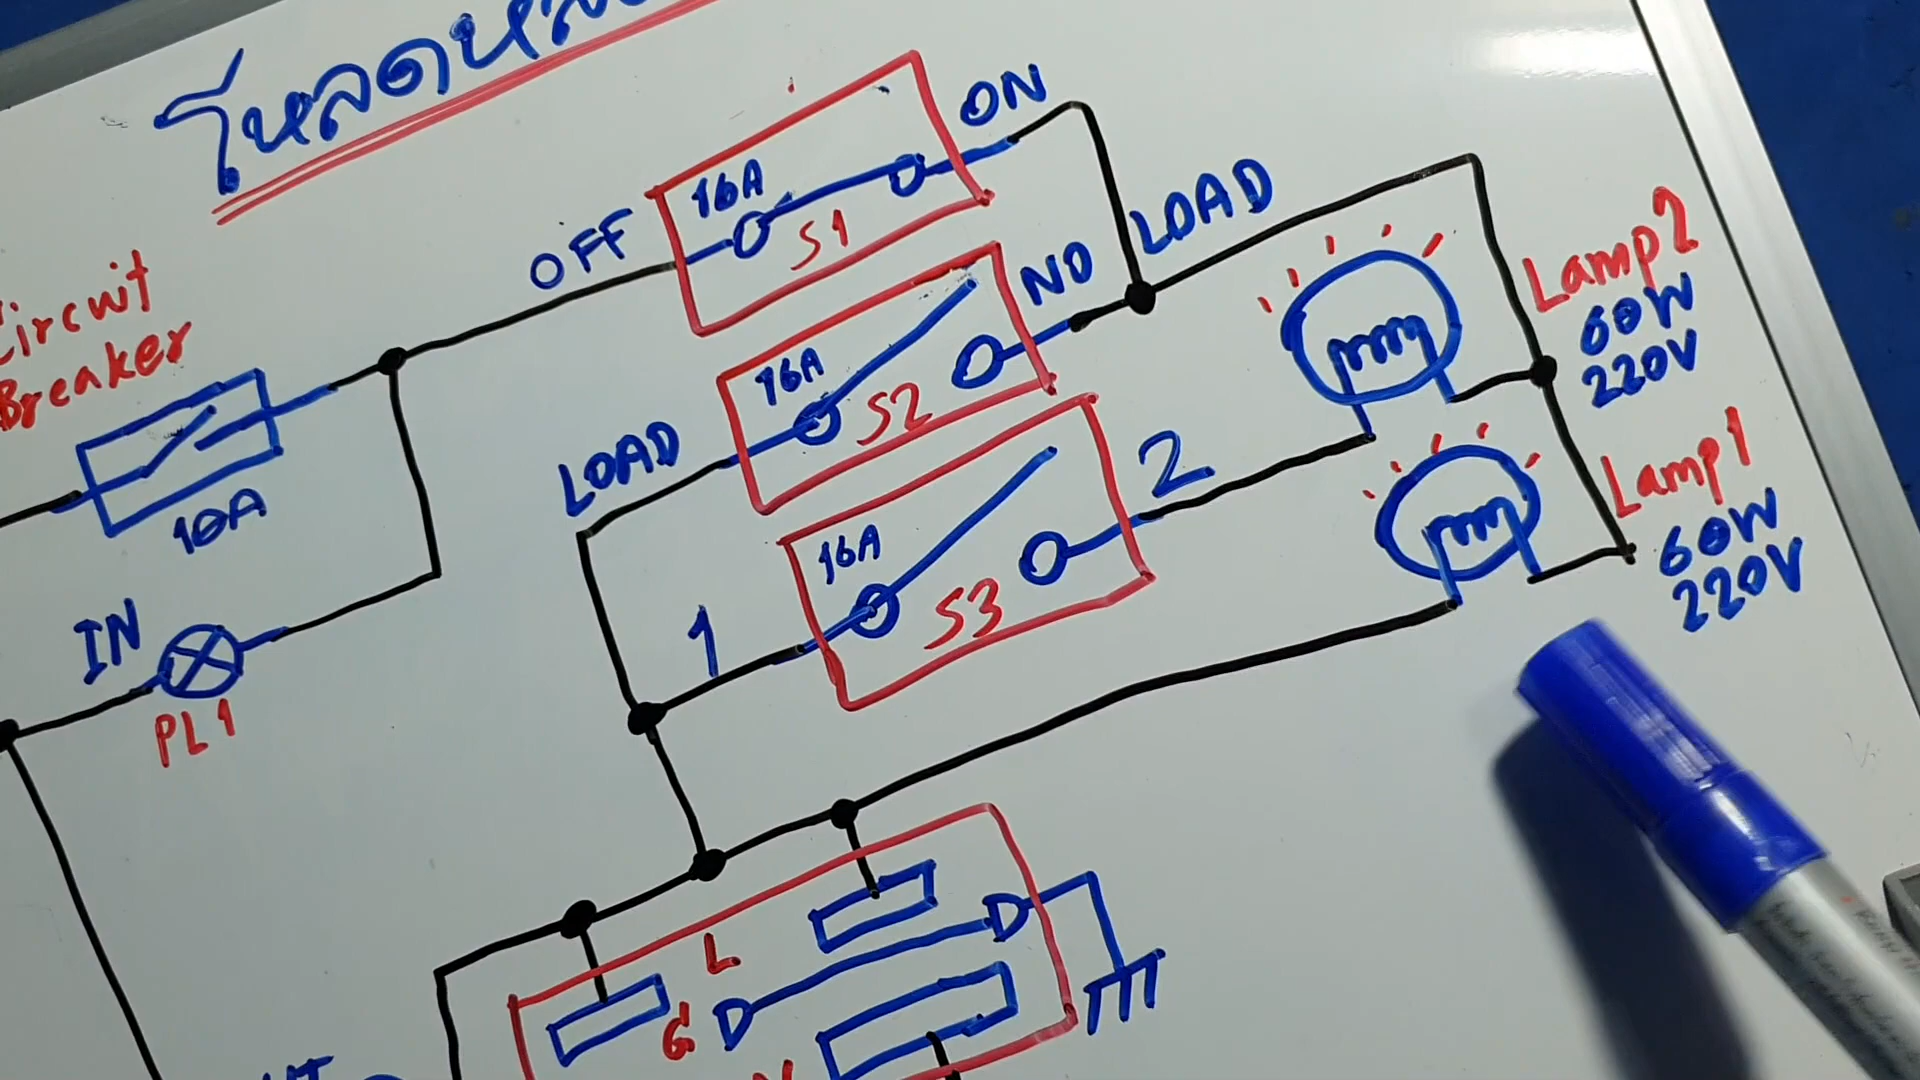 ON
16A
S1
OFF
LOAD
Circuit
Breaker
NO
16A
S2
Lamp2
60W
220V
10A
LOAD
2
16A
S3
1
Lamp1
60W
220V
IN
PL1
L
G